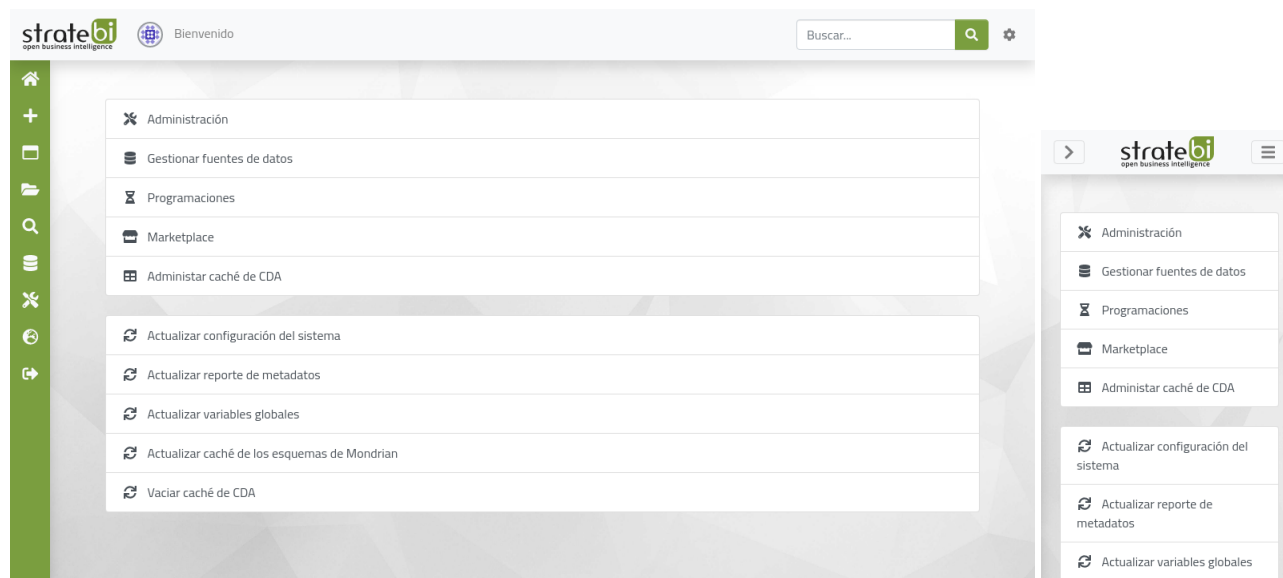 stratebi
open business intelligence
Bienvenido
Buscar...
Administración
Gestionar fuentes de datos
Programaciones
Marketplace
Administar caché de CDA
Actualizar configuración del sistema
Actualizar reporte de metadatos
Actualizar variables globales
Actualizar caché de los esquemas de Mondrian
Vaciar caché de CDA
stratebi
open business intelligence
Administración
Gestionar fuentes de datos
Programaciones
Marketplace
Administar caché de CDA
Actualizar configuración del
sistema
Actualizar reporte de
metadatos
Actualizar variables globales